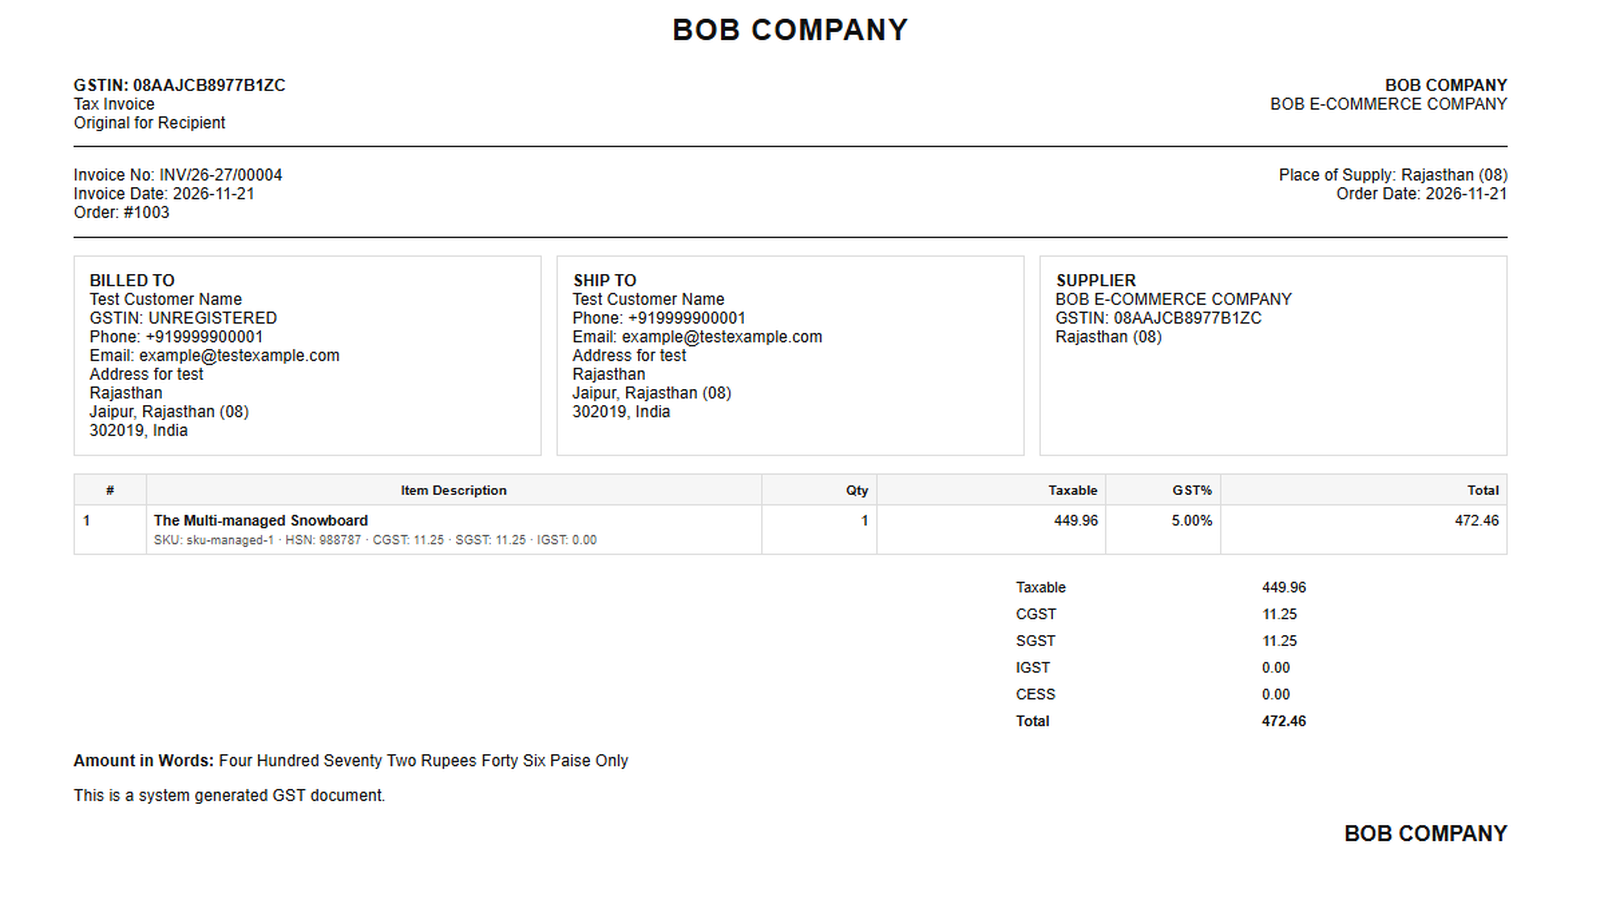 BOB COMPANY
GSTIN: 08AAJCB8977B1ZC
Tax Invoice
Original for Recipient
BOB COMPANY
BOB E-COMMERCE COMPANY
Invoice No: INV/26-27/00004
Invoice Date: 2026-11-21
Order: #1003
Place of Supply: Rajasthan (08)
Order Date: 2026-11-21
BILLED TO
Test Customer Name
GSTIN: UNREGISTERED
Phone: +919999900001
Email: example@testexample.com
Address for test
Rajasthan
Jaipur, Rajasthan (08)
302019, India
SHIP TO
Test Customer Name
Phone: +919999900001
Email: example@testexample.com
Address for test
Rajasthan
Jaipur, Rajasthan (08)
302019, India
SUPPLIER
BOB E-COMMERCE COMPANY
GSTIN: 08AAJCB8977B1ZC
Rajasthan (08)
# Item Description Qty Taxable GST% Total
1 The Multi-managed Snowboard 1 449.96 5.00% 472.46
SKU: sku-managed-1 · HSN: 988787 · CGST: 11.25 · SGST: 11.25 · IGST: 0.00
Taxable 449.96
CGST 11.25
SGST 11.25
IGST 0.00
CESS 0.00
Total 472.46
Amount in Words: Four Hundred Seventy Two Rupees Forty Six Paise Only
This is a system generated GST document.
BOB COMPANY